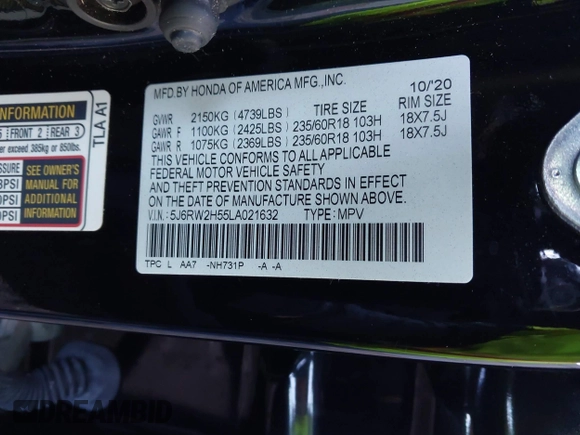 MFD.BY HONDA OF AMERICA MFG.,INC. 10/'20
GVWR 2150KG (4739LBS) TIRE SIZE RIM SIZE
GAWR F 1100KG (2425LBS) 235/60R18 103H 18X7.5J
GAWR R 1075KG (2369LBS) 235/60R18 103H 18X7.5J
THIS VEHICLE CONFORMS TO ALL APPLICABLE
FEDERAL MOTOR VEHICLE SAFETY
AND THEFT PREVENTION STANDARDS IN EFFECT
ON THE DATE OF MANUFACTURE SHOWN ABOVE.
V.I.N.: 5J6RW2H55LA021632 TYPE: MPV
TPC L AA7 -NH731P -A -A
INFORMATION
FRONT 2 REAR 3
er exceed 385kg or 850lbs.
SEE OWNER'S
MANUAL FOR
ADDITIONAL
INFORMATION
TLA A1
DREAMBID